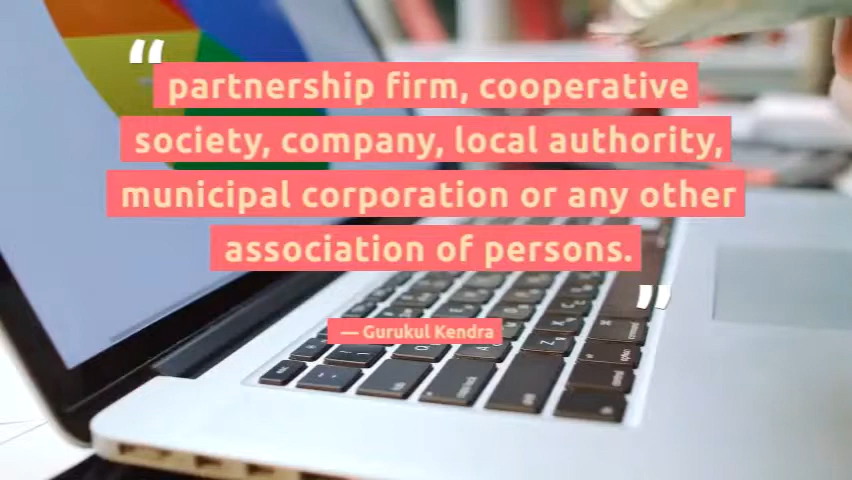 “ partnership firm, cooperative
society, company, local authority,
municipal corporation or any other
association of persons. ”
— Gurukul Kendra